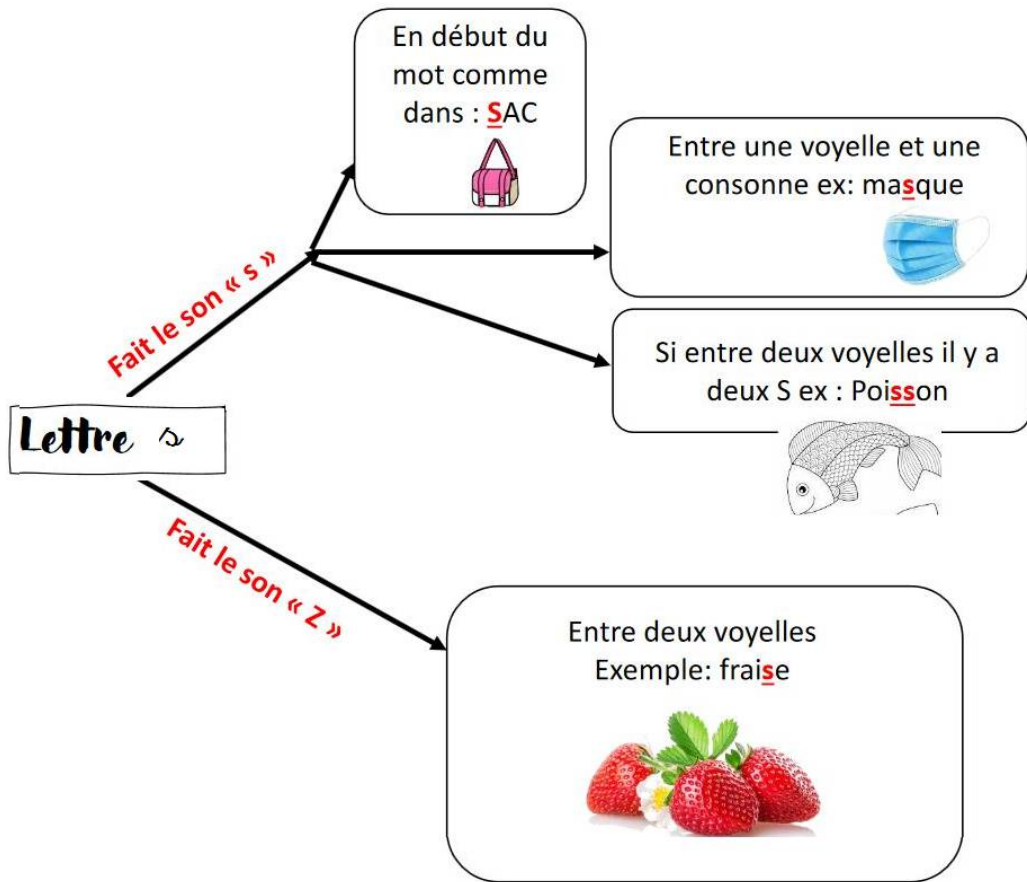 En début du
mot comme
dans : SAC
Entre une voyelle et une
consonne ex: masque
Fait le son « s »
Si entre deux voyelles il y a
deux S ex : Poisson
Lettre s
Fait le son « Z »
Entre deux voyelles
Exemple: fraise